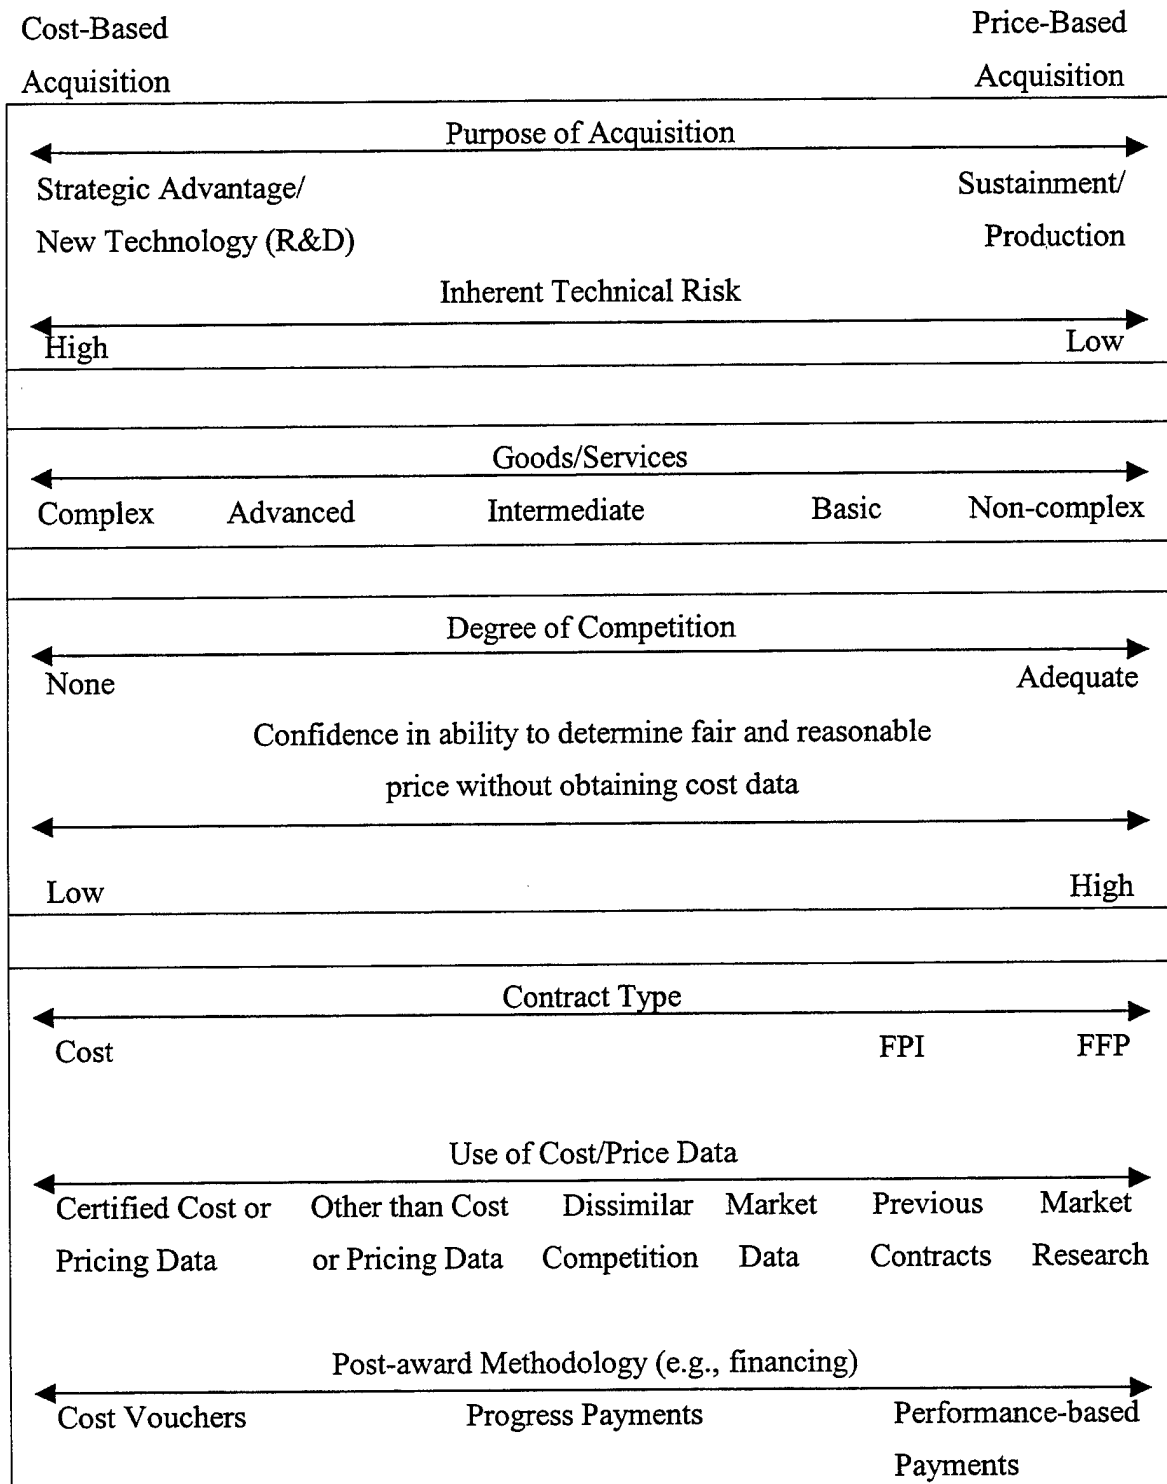 Cost-Based Price-Based
Acquisition Acquisition
Purpose of Acquisition
Strategic Advantage/ Sustainment/
New Technology (R&D) Production
Inherent Technical Risk
High Low
Goods/Services
Complex Advanced Intermediate Basic Non-complex
Degree of Competition
None Adequate
Confidence in ability to determine fair and reasonable
price without obtaining cost data
Low High
Contract Type
Cost FPI FFP
Use of Cost/Price Data
Certified Cost or Other than Cost Dissimilar Market Previous Market
Pricing Data or Pricing Data Competition Data Contracts Research
Post-award Methodology (e.g., financing)
Cost Vouchers Progress Payments Performance-based
Payments